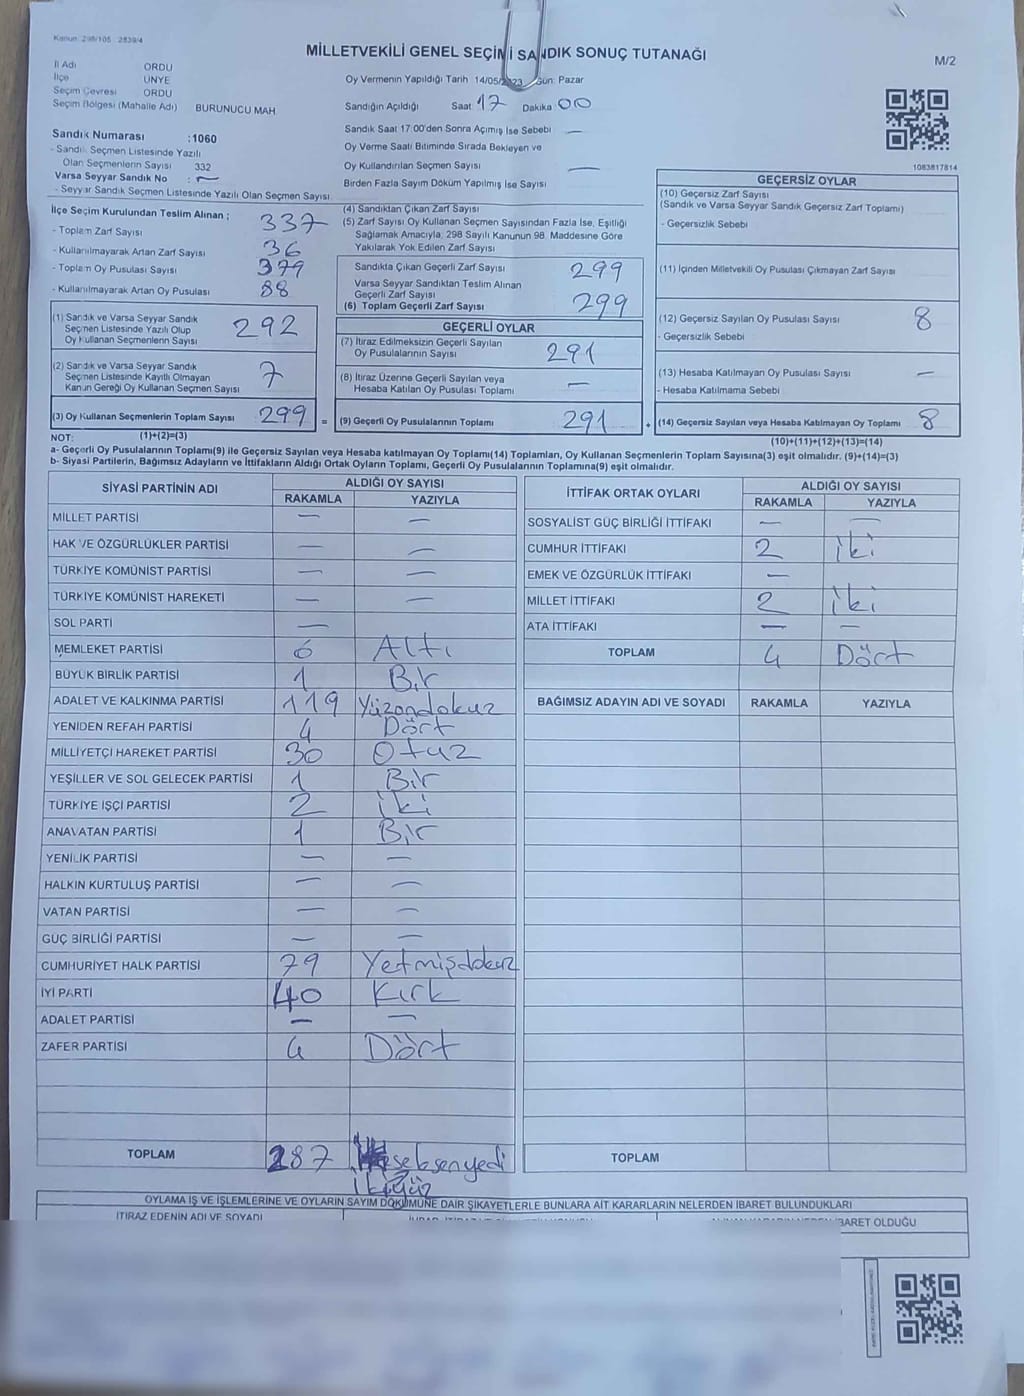 Kanun: 298/105 2839/4
MİLLETVEKİLİ GENEL SEÇİMİ SANDIK SONUÇ TUTANAĞI
M/2
İl Adı ORDU
İlçe ÜNYE
Seçim Çevresi ORDU
Seçim Bölgesi (Mahalle Adı) BURUNUCU MAH.
Sandık Numarası :1060
- Sandık Seçmen Listesinde Yazılı
Olan Seçmenlerin Sayısı 332
Varsa Seyyar Sandık No : —
- Seyyar Sandık Seçmen Listesinde Yazılı Olan Seçmen Sayısı
Oy Vermenin Yapıldığı Tarih 14/05/2023 Gün: Pazar
Sandığın Açıldığı Saat 17 Dakika 00
Sandık Saat 17:00'den Sonra Açımış İse Sebebi —
Oy Verme Saati Bitiminde Sırada Bekleyen ve
Oy Kullandırılan Seçmen Sayısı —
Birden Fazla Sayım Döküm Yapılmış İse Sayısı
1083817814
İlçe Seçim Kurulundan Teslim Alınan ;
- Toplam Zarf Sayısı 337
- Kullanılmayarak Artan Zarf Sayısı 36
- Toplam Oy Pusulası Sayısı 379
- Kullanılmayarak Artan Oy Pusulası 88
(1) Sandık ve Varsa Seyyar Sandık
Seçmen Listesinde Yazılı Olup
Oy Kullanan Seçmenlerin Sayısı 292
(2) Sandık ve Varsa Seyyar Sandık
Seçmen Listesinde Kayıtlı Olmayan
Kanun Gereği Oy Kullanan Seçmen Sayısı 7
(3) Oy Kullanan Seçmenlerin Toplam Sayısı 299 =
(1)+(2)=(3)
(4) Sandıktan Çıkan Zarf Sayısı
(5) Zarf Sayısı Oy Kullanan Seçmen Sayısından Fazla İse, Eşitliği
Sağlamak Amacıyla; 298 Sayılı Kanunun 98. Maddesine Göre
Yakılarak Yok Edilen Zarf Sayısı
Sandıkta Çıkan Geçerli Zarf Sayısı 299
Varsa Seyyar Sandıktan Teslim Alınan
Geçerli Zarf Sayısı
(6) Toplam Geçerli Zarf Sayısı 299
GEÇERLİ OYLAR
(7) İtiraz Edilmeksizin Geçerli Sayılan
Oy Pusulalarının Sayısı 291
(8) İtiraz Üzerine Geçerli Sayılan veya
Hesaba Katılan Oy Pusulası Toplamı —
(9) Geçerli Oy Pusulalarının Toplamı 291 +
GEÇERSİZ OYLAR
(10) Geçersiz Zarf Sayısı
(Sandık ve Varsa Seyyar Sandık Geçersiz Zarf Toplamı)
- Geçersizlik Sebebi
(11) İçinden Milletvekili Oy Pusulası Çıkmayan Zarf Sayısı
(12) Geçersiz Sayılan Oy Pusulası Sayısı 8
- Geçersizlik Sebebi
(13) Hesaba Katılmayan Oy Pusulası Sayısı —
- Hesaba Katılmama Sebebi
(14) Geçersiz Sayılan veya Hesaba Katılmayan Oy Toplamı 8
(10)+(11)+(12)+(13)=(14)
NOT:
a- Geçerli Oy Pusulalarının Toplamı(9) ile Geçersiz Sayılan veya Hesaba katılmayan Oy Toplamı(14) Toplamları, Oy Kullanan Seçmenlerin Toplam Sayısına(3) eşit olmalıdır. (9)+(14)=(3)
b- Siyasi Partilerin, Bağımsız Adayların ve İttifakların Aldığı Ortak Oyların Toplamı, Geçerli Oy Pusulalarının Toplamına(9) eşit olmalıdır.
SİYASİ PARTİNİN ADI ALDIĞI OY SAYISI
RAKAMLA YAZIYLA
MİLLET PARTİSİ — —
HAK VE ÖZGÜRLÜKLER PARTİSİ — —
TÜRKİYE KOMÜNİST PARTİSİ — —
TÜRKİYE KOMÜNİST HAREKETİ — —
SOL PARTİ —
MEMLEKET PARTİSİ 6 Altı
BÜYÜK BİRLİK PARTİSİ 1 Bir
ADALET VE KALKINMA PARTİSİ 119 Yüzondokuz
YENİDEN REFAH PARTİSİ 4 Dört
MİLLİYETÇİ HAREKET PARTİSİ 30 Otuz
YEŞİLLER VE SOL GELECEK PARTİSİ 1 Bir
TÜRKİYE İŞÇİ PARTİSİ 2 iki
ANAVATAN PARTİSİ 1 Bir
YENİLİK PARTİSİ — —
HALKIN KURTULUŞ PARTİSİ — —
VATAN PARTİSİ — —
GÜÇ BİRLİĞİ PARTİSİ — —
CUMHURİYET HALK PARTİSİ 79 Yetmişdokuz
İYİ PARTİ 40 Kırk
ADALET PARTİSİ — —
ZAFER PARTİSİ 4 Dört
TOPLAM 287 seksenyedi
İkiyüz
İTTİFAK ORTAK OYLARI ALDIĞI OY SAYISI
RAKAMLA YAZIYLA
SOSYALİST GÜÇ BİRLİĞİ İTTİFAKI — —
CUMHUR İTTİFAKI 2 iki
EMEK VE ÖZGÜRLÜK İTTİFAKI —
MİLLET İTTİFAKI 2 iki
ATA İTTİFAKI — —
TOPLAM 4 Dört
BAĞIMSIZ ADAYIN ADI VE SOYADI RAKAMLA YAZIYLA
TOPLAM
OYLAMA İŞ VE İŞLEMLERİNE VE OYLARIN SAYIM DÖKÜMÜNE DAİR ŞİKAYETLERLE BUNLARA AİT KARARLARIN NELERDEN İBARET BULUNDUKLARI
İTİRAZ EDENİN ADI VE SOYADI
İBARET OLDUĞU